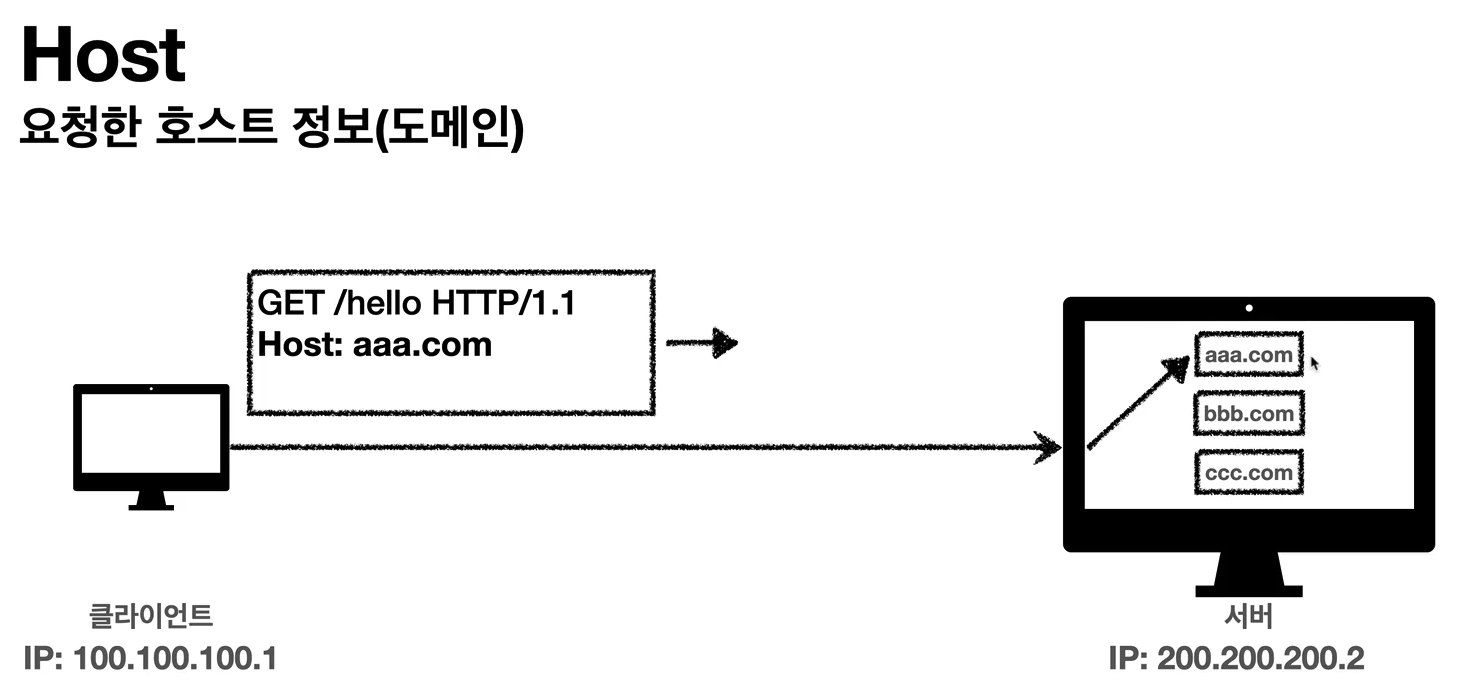 Host
요청한 호스트 정보(도메인)
GET /hello HTTP/1.1
Host: aaa.com
aaa.com
bbb.com
ccc.com
클라이언트
IP: 100.100.100.1
서버
IP: 200.200.200.2